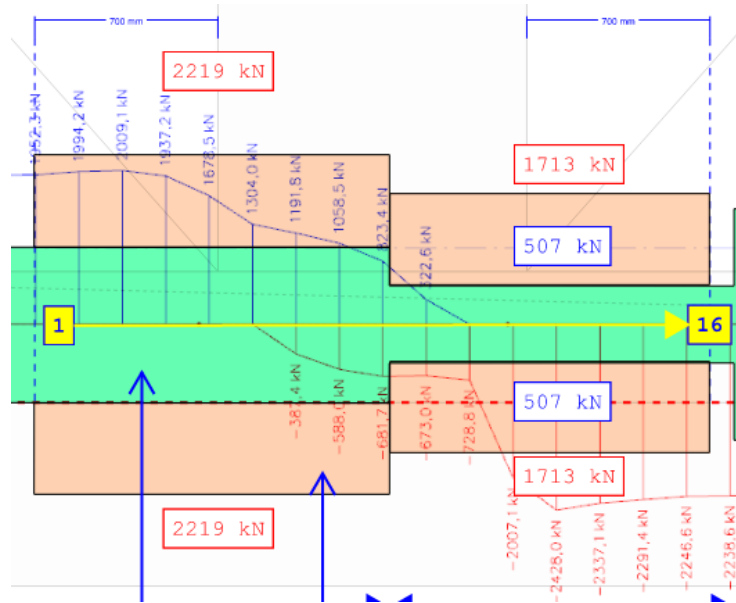 700 mm
700 mm
2219 kN
1713 kN
507 kN
1994,2 kN
2009,1 kN
1937,2 kN
1678,5 kN
1304,0 kN
1191,8 kN
1058,5 kN
322,6 kN
1
16
-588,0 kN
-681,7 kN
-673,0 kN
-728,8 kN
507 kN
1713 kN
2219 kN
-2007,1 kN
-2428,0 kN
-2337,1 kN
-2291,4 kN
-2246,6 kN
-2238,6 kN